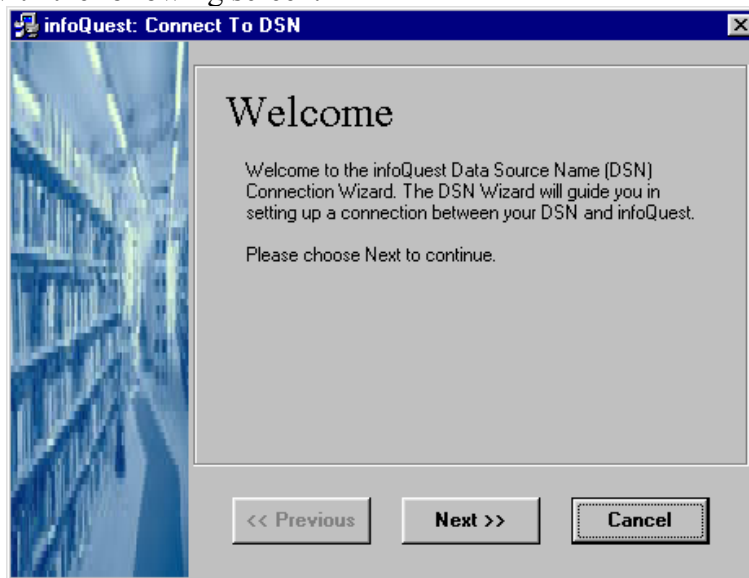 infoQuest: Connect To DSN
Welcome
Welcome to the infoQuest Data Source Name (DSN)
Connection Wizard. The DSN Wizard will guide you in
setting up a connection between your DSN and infoQuest.
Please choose Next to continue.
<< Previous Next >> Cancel